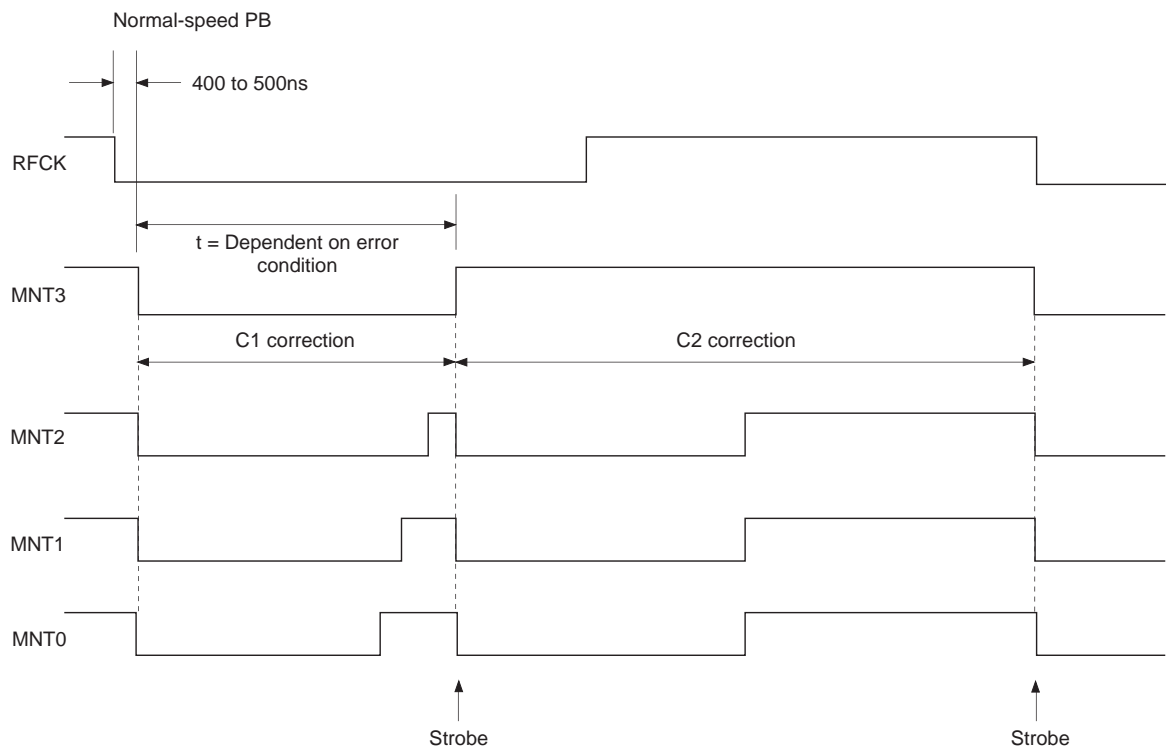 Normal-speed PB
400 to 500ns
RFCK
t = Dependent on error
condition
MNT3
C1 correction
C2 correction
MNT2
MNT1
MNT0
Strobe
Strobe